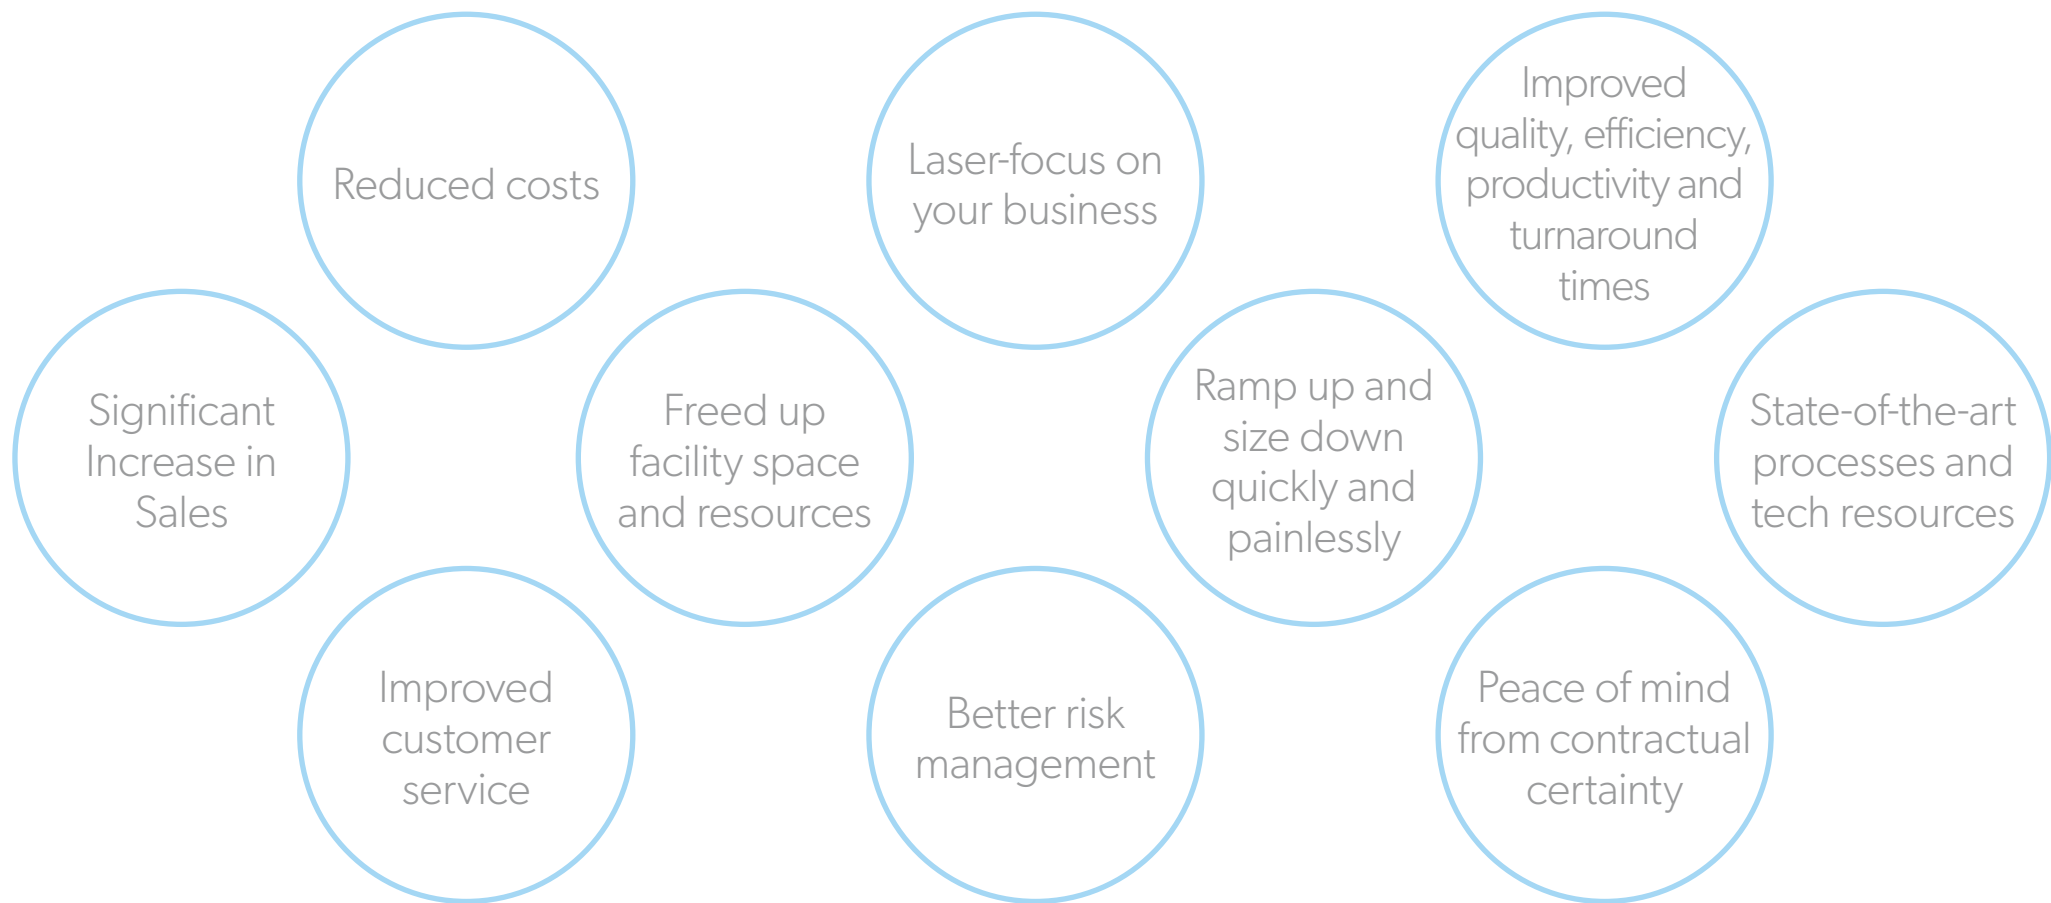 Reduced costs
Laser-focus on
your business
Improved
quality, efficiency,
productivity and
turnaround
times
Significant
Increase in
Sales
Freed up
facility space
and resources
Ramp up and
size down
quickly and
painlessly
State-of-the-art
processes and
tech resources
Improved
customer
service
Better risk
management
Peace of mind
from contractual
certainty